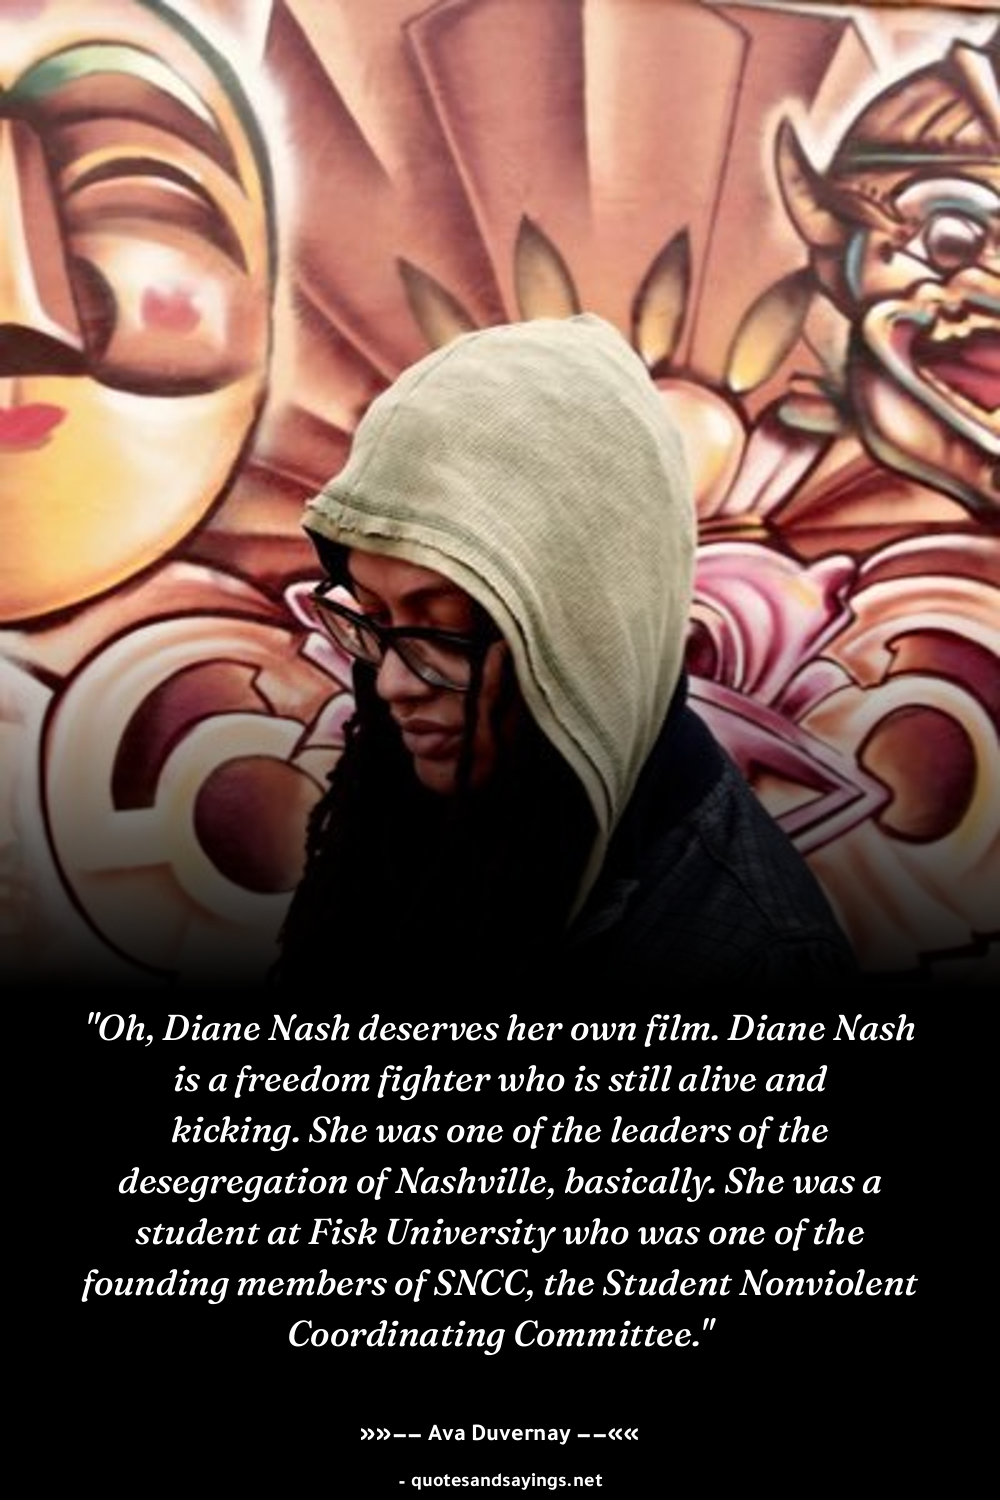 "Oh, Diane Nash deserves her own film. Diane Nash
is a freedom fighter who is still alive and
kicking. She was one of the leaders of the
desegregation of Nashville, basically. She was a
student at Fisk University who was one of the
founding members of SNCC, the Student Nonviolent
Coordinating Committee."
»»–– Ava Duvernay ––««
- quotesandsayings.net